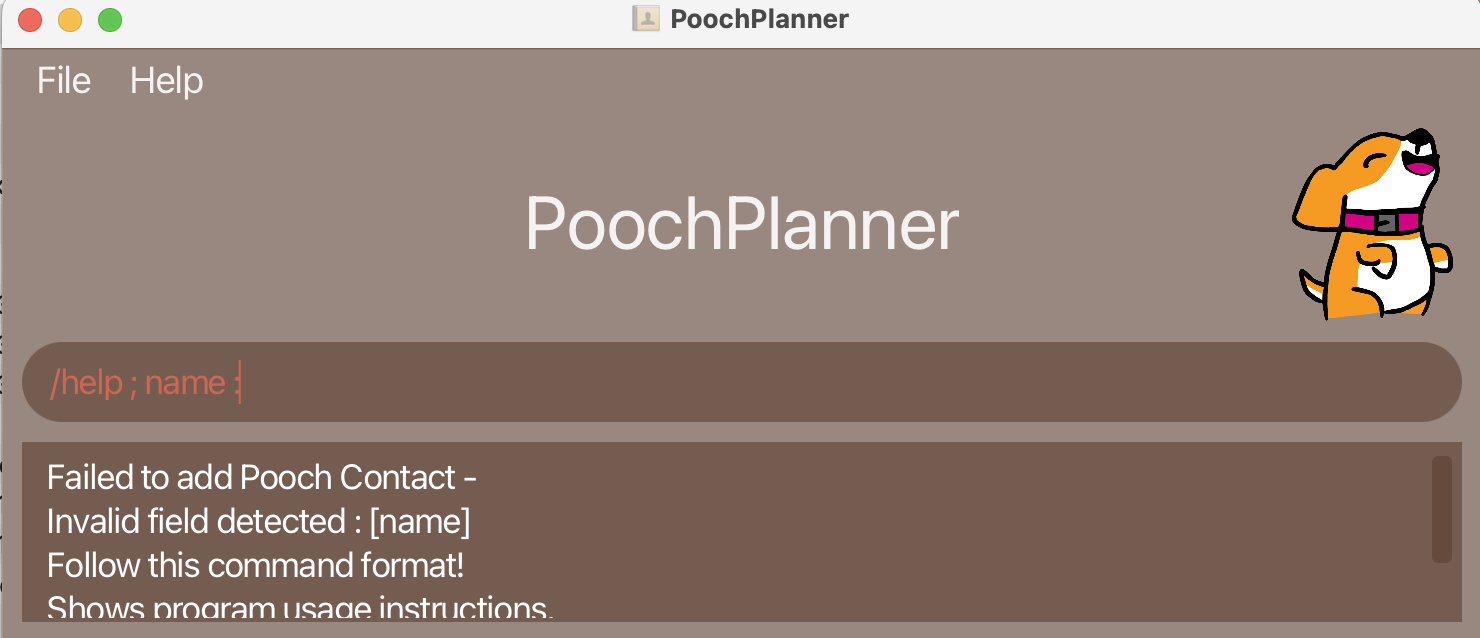 PoochPlanner
File Help
PoochPlanner
/help ; name :
Failed to add Pooch Contact -
Invalid field detected : [name]
Follow this command format!
Shows program usage instructions.